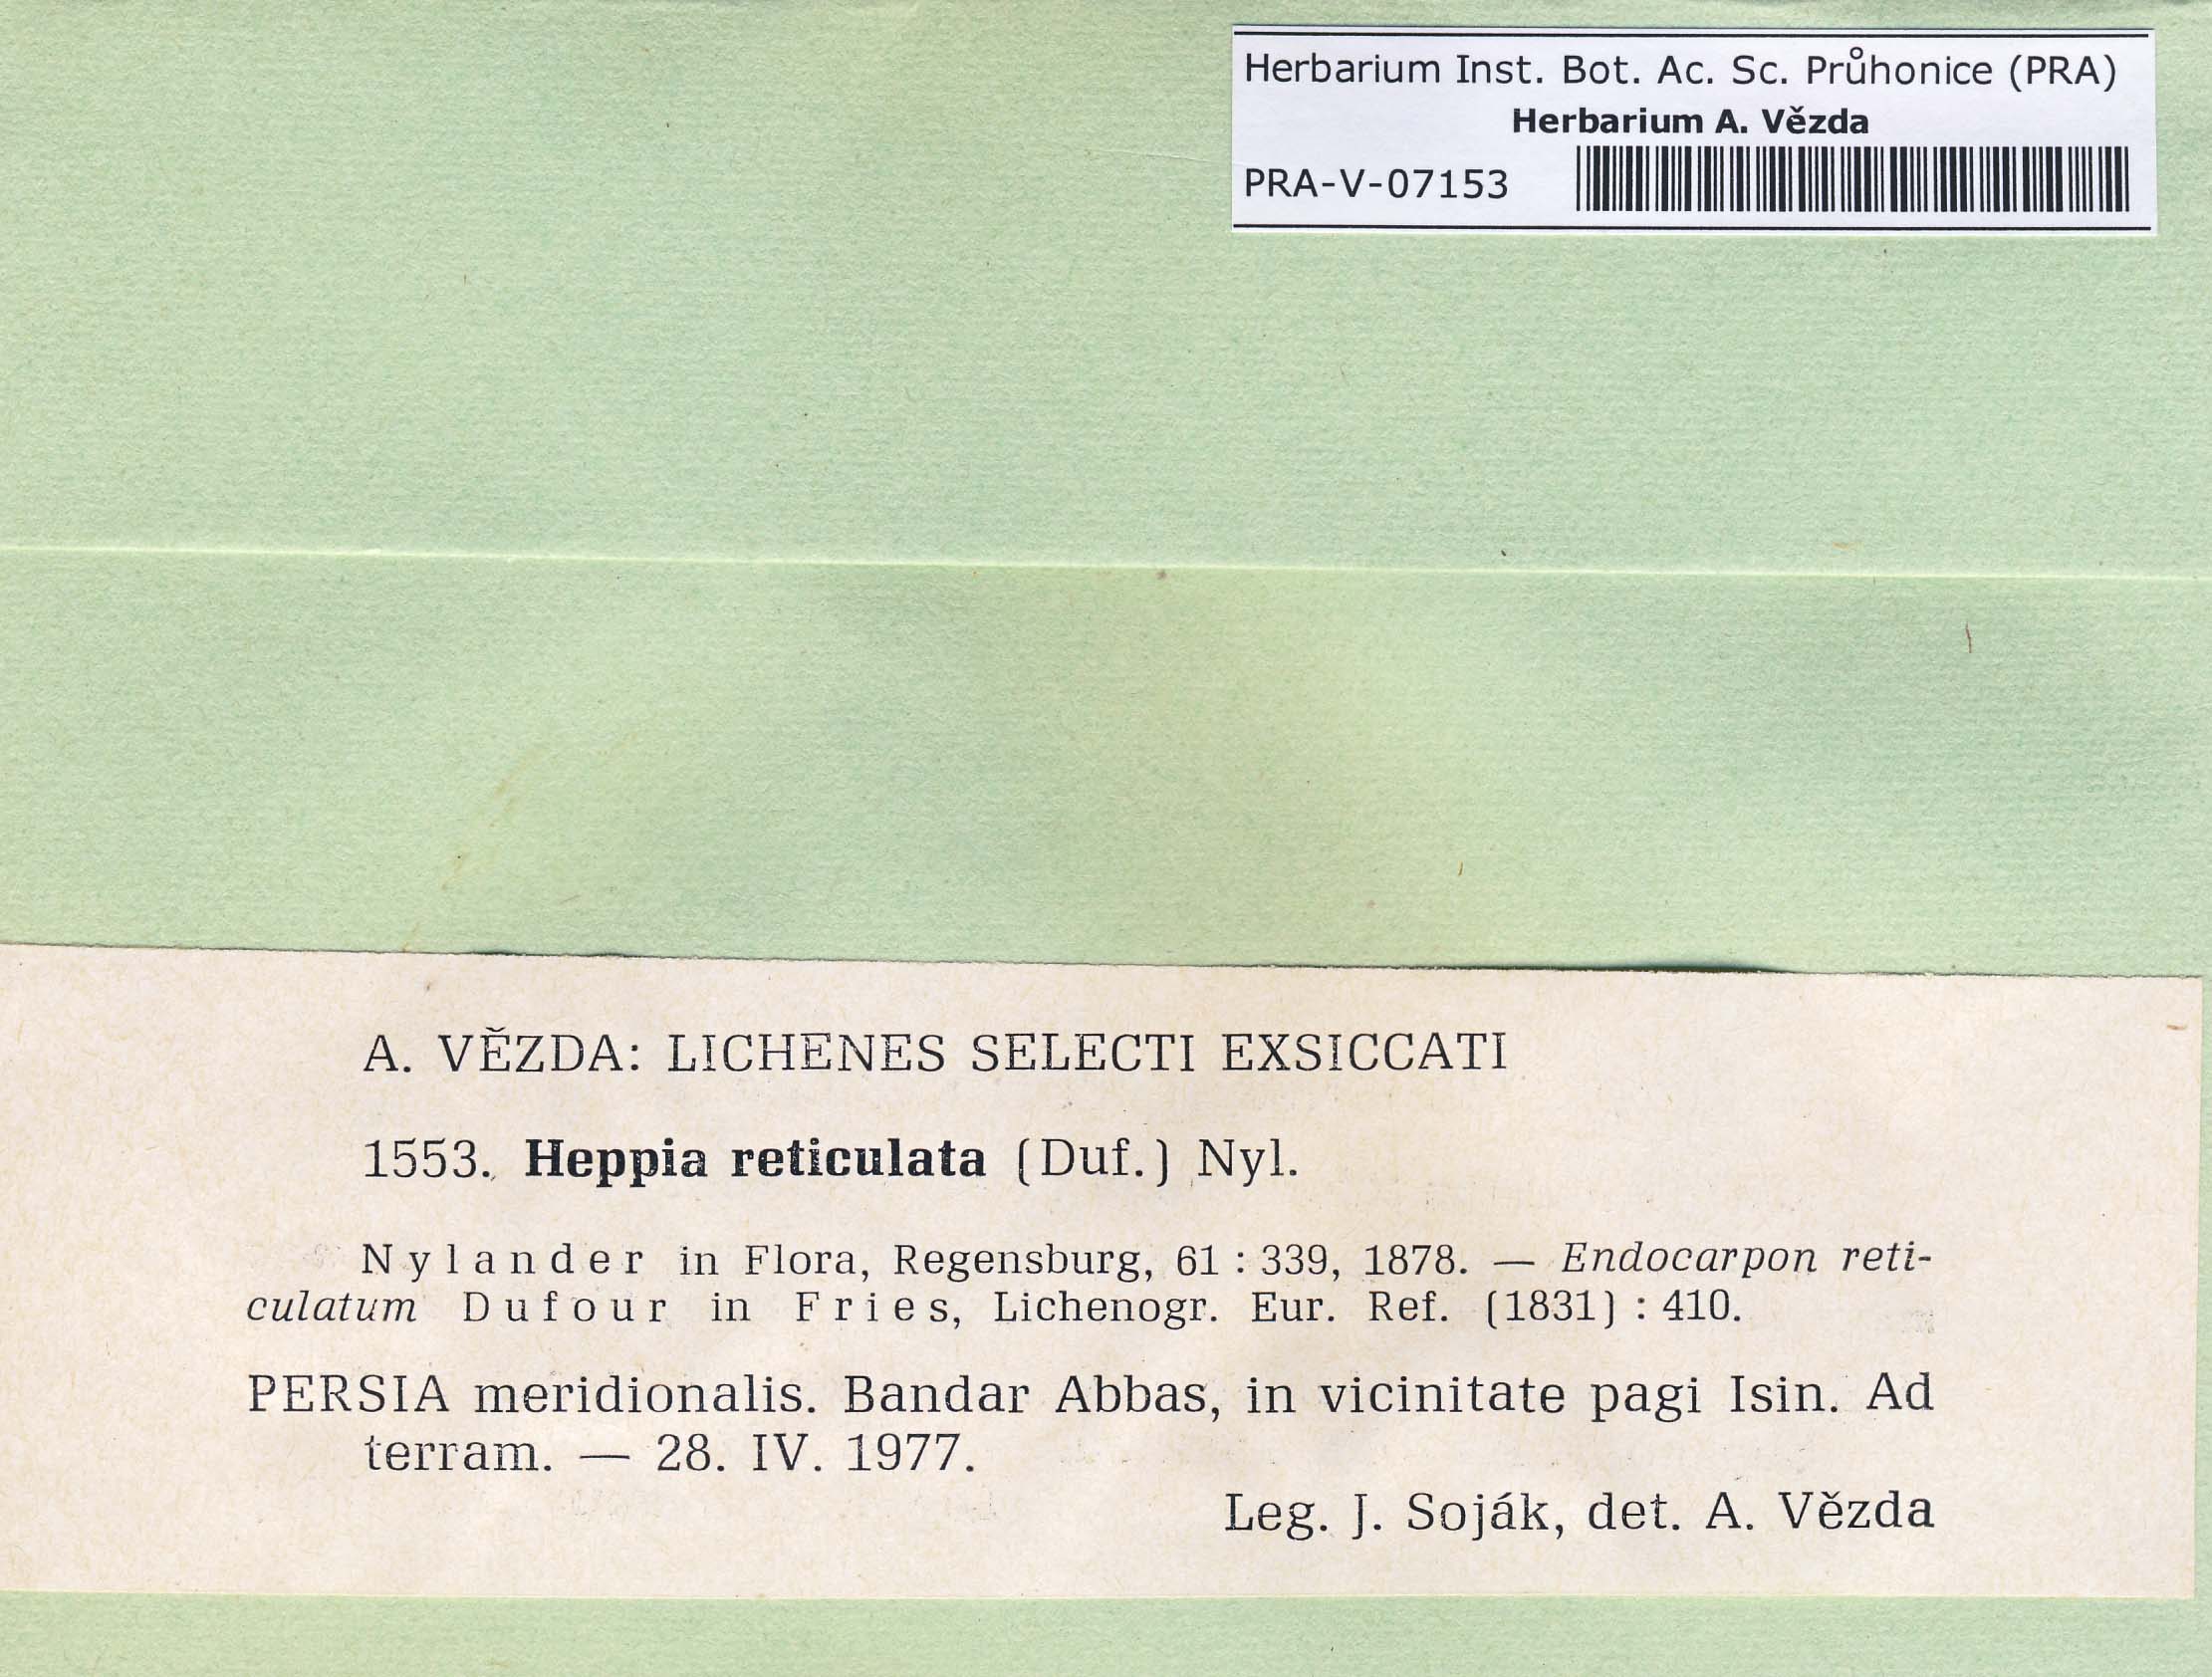 Herbarium Inst. Bot. Ac. Sc. Průhonice (PRA)
Herbarium A. Vězda
PRA-V-07153
A. VĚZDA: LICHENES SELECTI EXSICCATI
1553. Heppia reticulata (Duf.) Nyl.
Nylander in Flora, Regensburg, 61 : 339, 1878. — Endocarpon reti-
culatum Dufour in Fries, Lichenogr. Eur. Ref. (1831) : 410.
PERSIA meridionalis. Bandar Abbas, in vicinitate pagi Isin. Ad
terram. — 28. IV. 1977.
Leg. J. Soják, det. A. Vězda